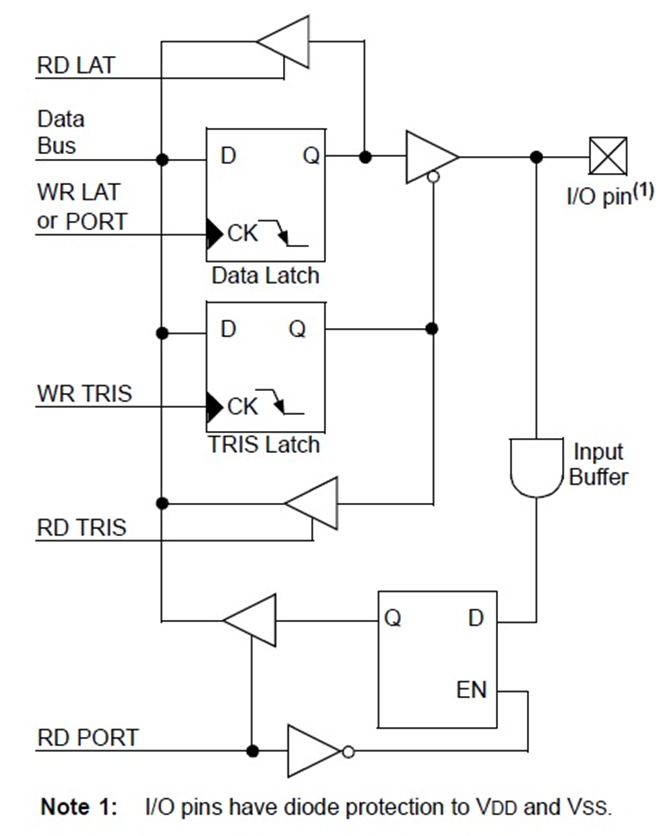 RD LAT
Data
Bus
D
Q
I/O pin(1)
WR LAT
or PORT
CK
Data Latch
D
Q
WR TRIS
CK
TRIS Latch
Input
Buffer
RD TRIS
Q
D
EN
RD PORT
Note 1: I/O pins have diode protection to VDD and VSS.